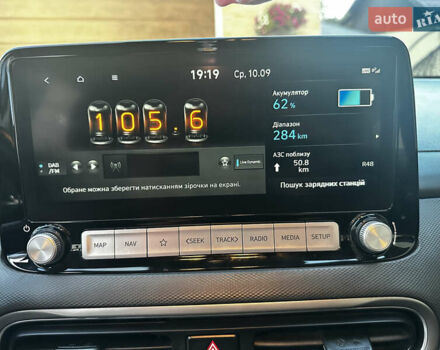 auto RIA
19:19 Ср, 10.09
105.6
DAB
/FM
Live Dynamic.
Обране можна зберегти натисканням зірочки на екрані.
Акумулятор
62 %
Діапазон
284 km
АЗС поблизу
50.8
km
R48
Пошук зарядних станцій
MAP NAV <SEEK TRACK> RADIO MEDIA SETUP